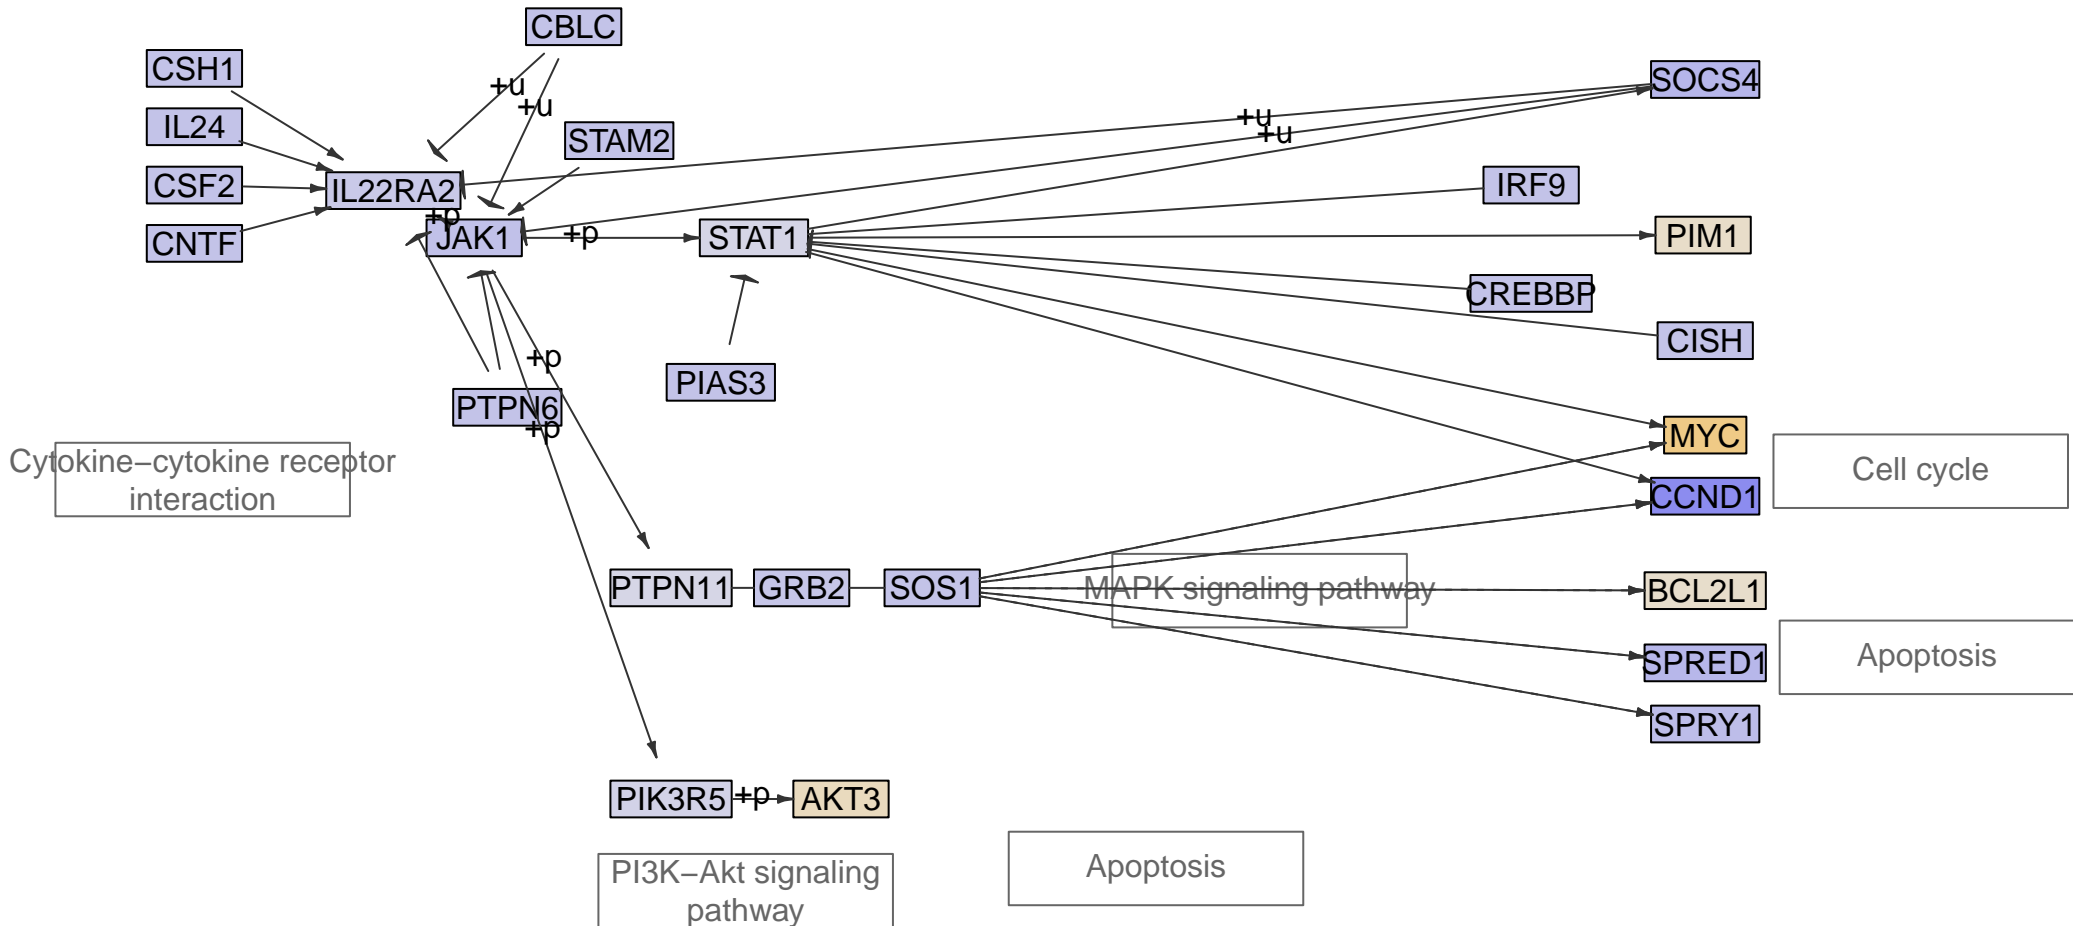 CBLC
CSH1
+u
SOCS4
+u
+u
IL24
STAM2
+u
CSF2
IL22RA2
IRF9
+p
CNTF
JAK1
+p
STAT1
PIM1
CREBBP
CISH
+p
PIAS3
PTPN6
+p
MYC
Cytokine−cytokine receptor
interaction
Cell cycle
CCND1
PTPN11
GRB2
SOS1
MAPK signaling pathway
BCL2L1
SPRED1
Apoptosis
SPRY1
PIK3R5
+p
AKT3
Apoptosis
PI3K−Akt signaling
pathway